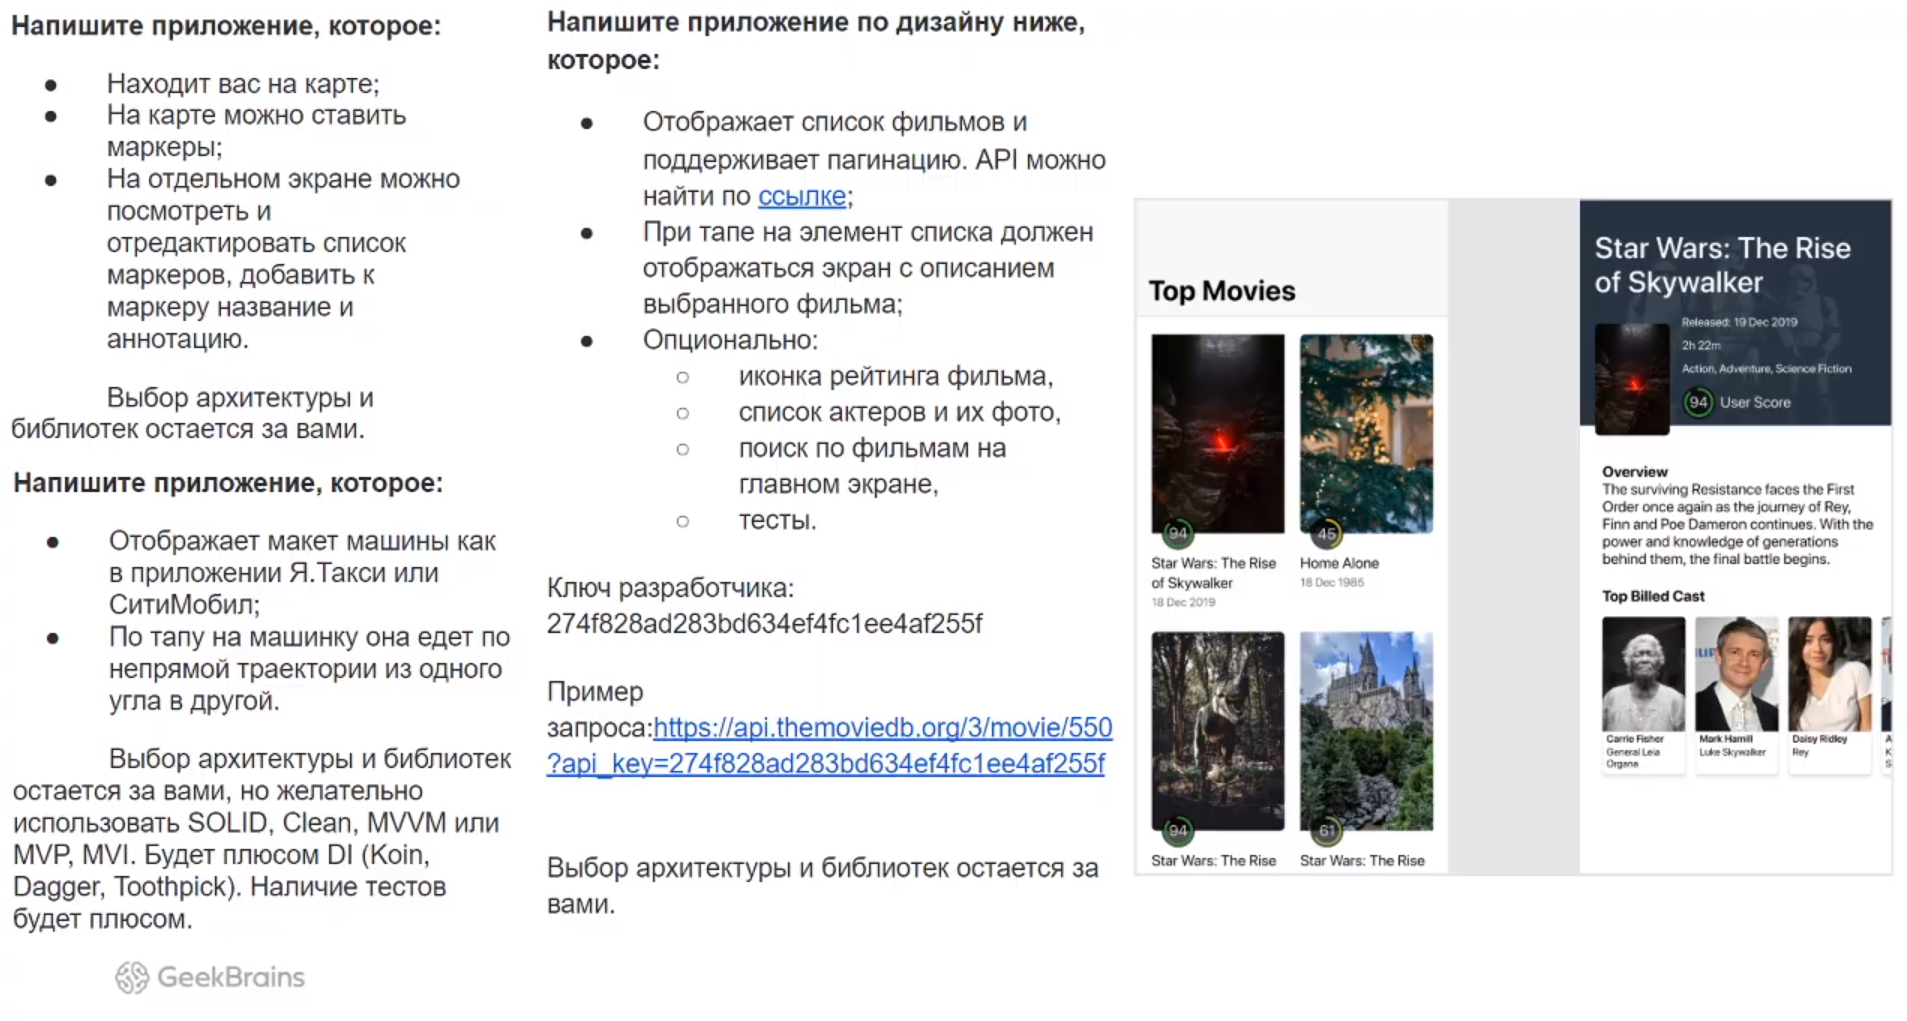 Напишите приложение, которое:
● Находит вас на карте;
● На карте можно ставить
маркеры;
● На отдельном экране можно
посмотреть и
отредактировать список
маркеров, добавить к
маркеру название и
аннотацию.
Выбор архитектуры и
библиотек остается за вами.
Напишите приложение, которое:
● Отображает макет машины как
в приложении Я.Такси или
СитиМобил;
● По тапу на машинку она едет по
непрямой траектории из одного
угла в другой.
Выбор архитектуры и библиотек
остается за вами, но желательно
использовать SOLID, Clean, MVVM или
MVP, MVI. Будет плюсом DI (Koin,
Dagger, Toothpick). Наличие тестов
будет плюсом.
GeekBrains
Напишите приложение по дизайну ниже,
которое:
● Отображает список фильмов и
поддерживает пагинацию. API можно
найти по ссылке;
● При тапе на элемент списка должен
отображаться экран с описанием
выбранного фильма;
● Опционально:
○ иконка рейтинга фильма,
○ список актеров и их фото,
○ поиск по фильмам на
главном экране,
○ тесты.
Ключ разработчика:
274f828ad283bd634ef4fc1ee4af255f
Пример
запроса:https://api.themoviedb.org/3/movie/550
?api_key=274f828ad283bd634ef4fc1ee4af255f
Выбор архитектуры и библиотек остается за
вами.
Top Movies
94
Star Wars: The Rise
of Skywalker
18 Dec 2019
45
Home Alone
18 Dec 1985
94
Star Wars: The Rise
61
Star Wars: The Rise
Star Wars: The Rise
of Skywalker
Released: 19 Dec 2019
2h 22m
Action, Adventure, Science Fiction
94 User Score
Overview
The surviving Resistance faces the First
Order once again as the journey of Rey,
Finn and Poe Dameron continues. With the
power and knowledge of generations
behind them, the final battle begins.
Top Billed Cast
Carrie Fisher
General Leia
Organa
Mark Hamill
Luke Skywalker
Daisy Ridley
Rey
A
K
S